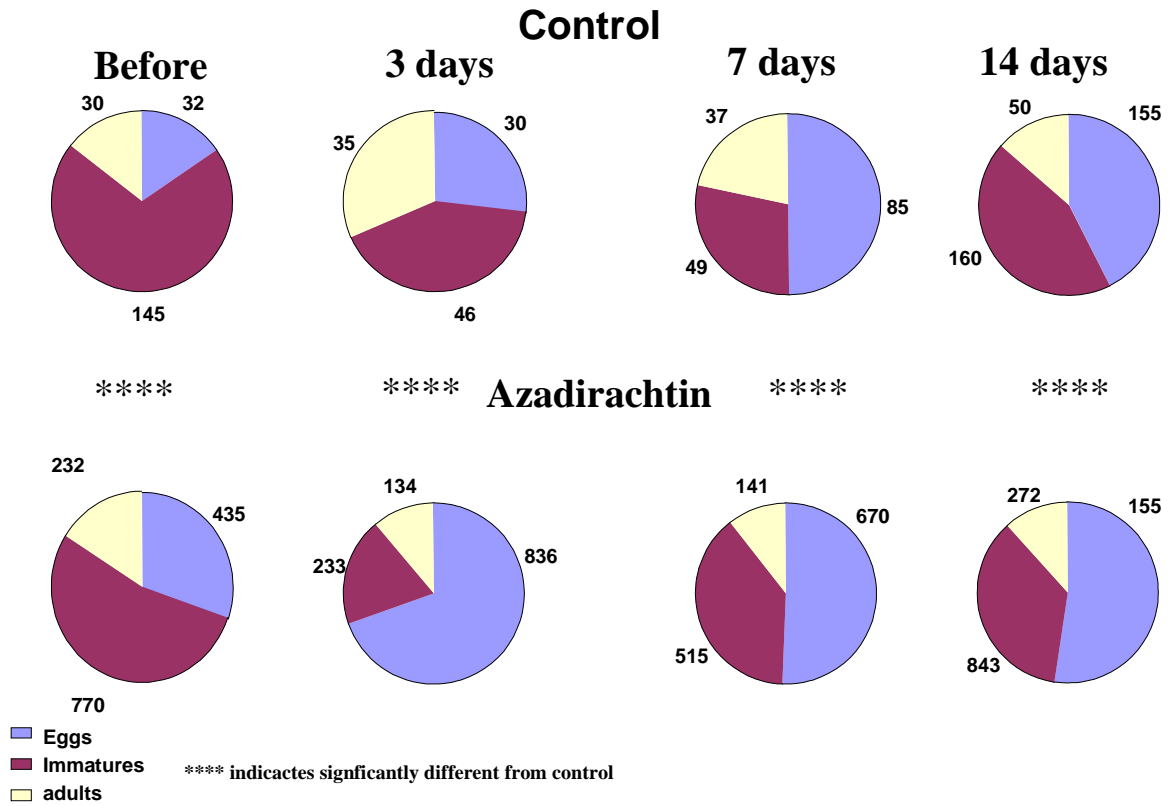 Control
Before 3 days 7 days 14 days
30 32
35 30
37
50 155
85
49
160
145 46
**** **** Azadirachtin **** ****
232
435
134
836
233
141
670
515
272
155
843
770
Eggs
Immatures
adults
**** indicactes signficantly different from control